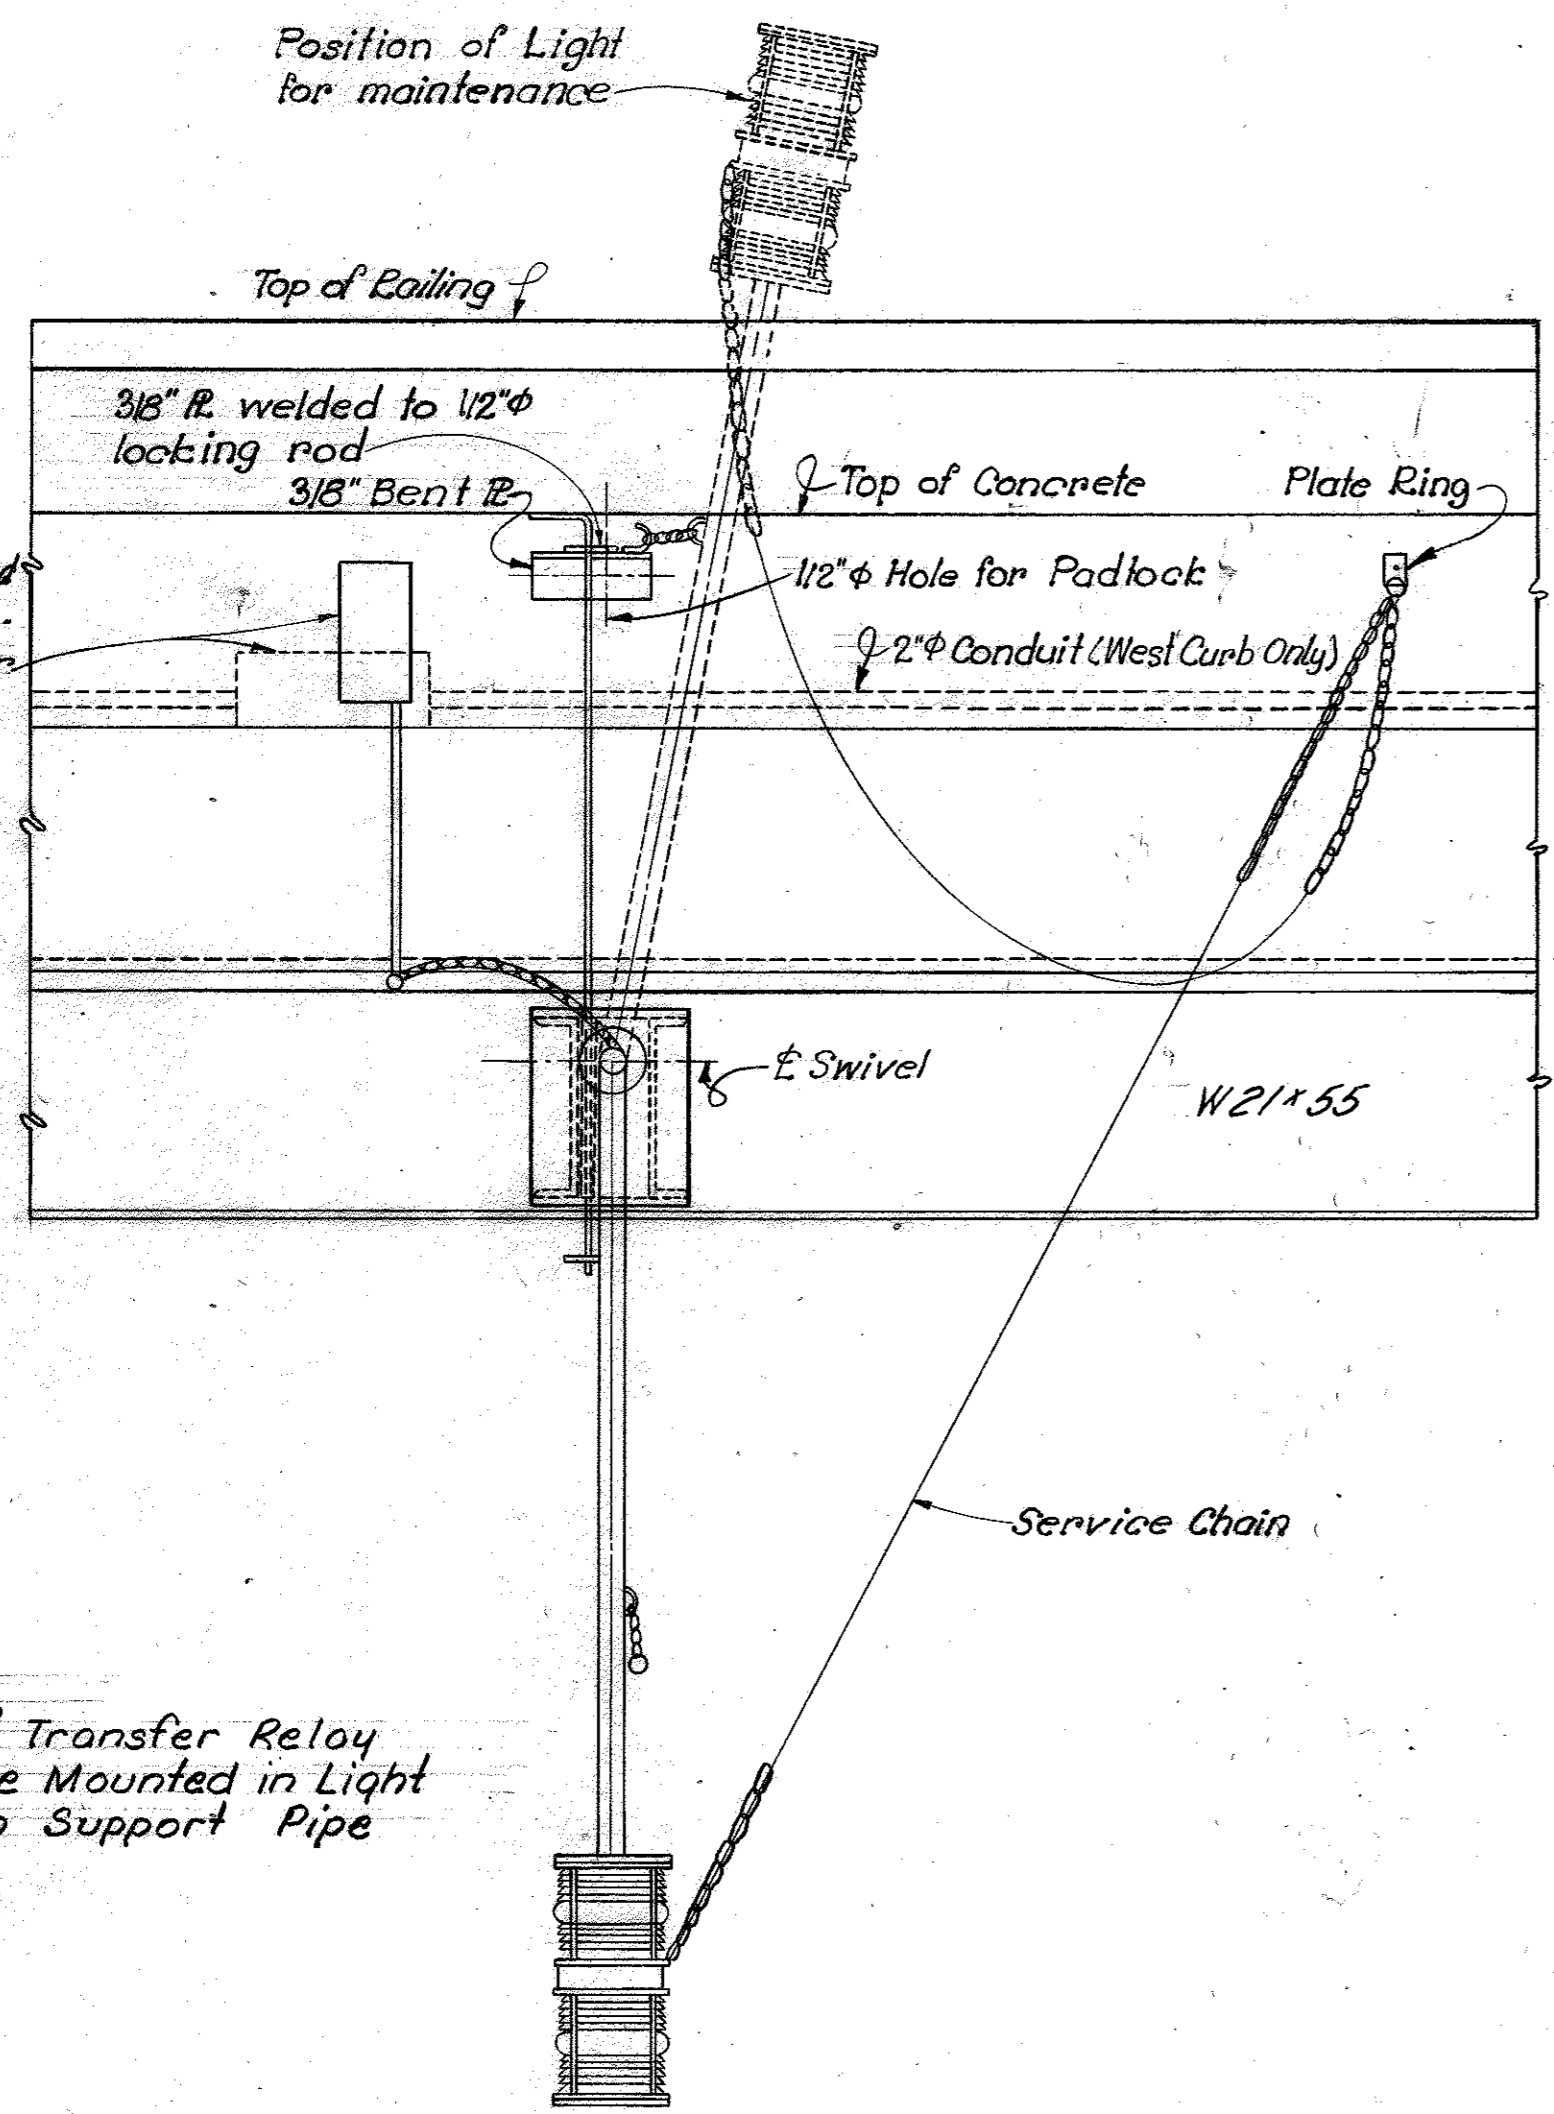 Position of Light
for maintenance
Top of Railing
3/8" ℞ welded to 1/2"Φ
locking rod
3/8" Bent ℞
Top of Concrete
Plate Ring
1/2"Φ Hole for Padlock
2"Φ Conduit (West Curb Only)
℄ Swivel
W21x55
Service Chain
Transfer Relay
Mounted in Light
Support Pipe